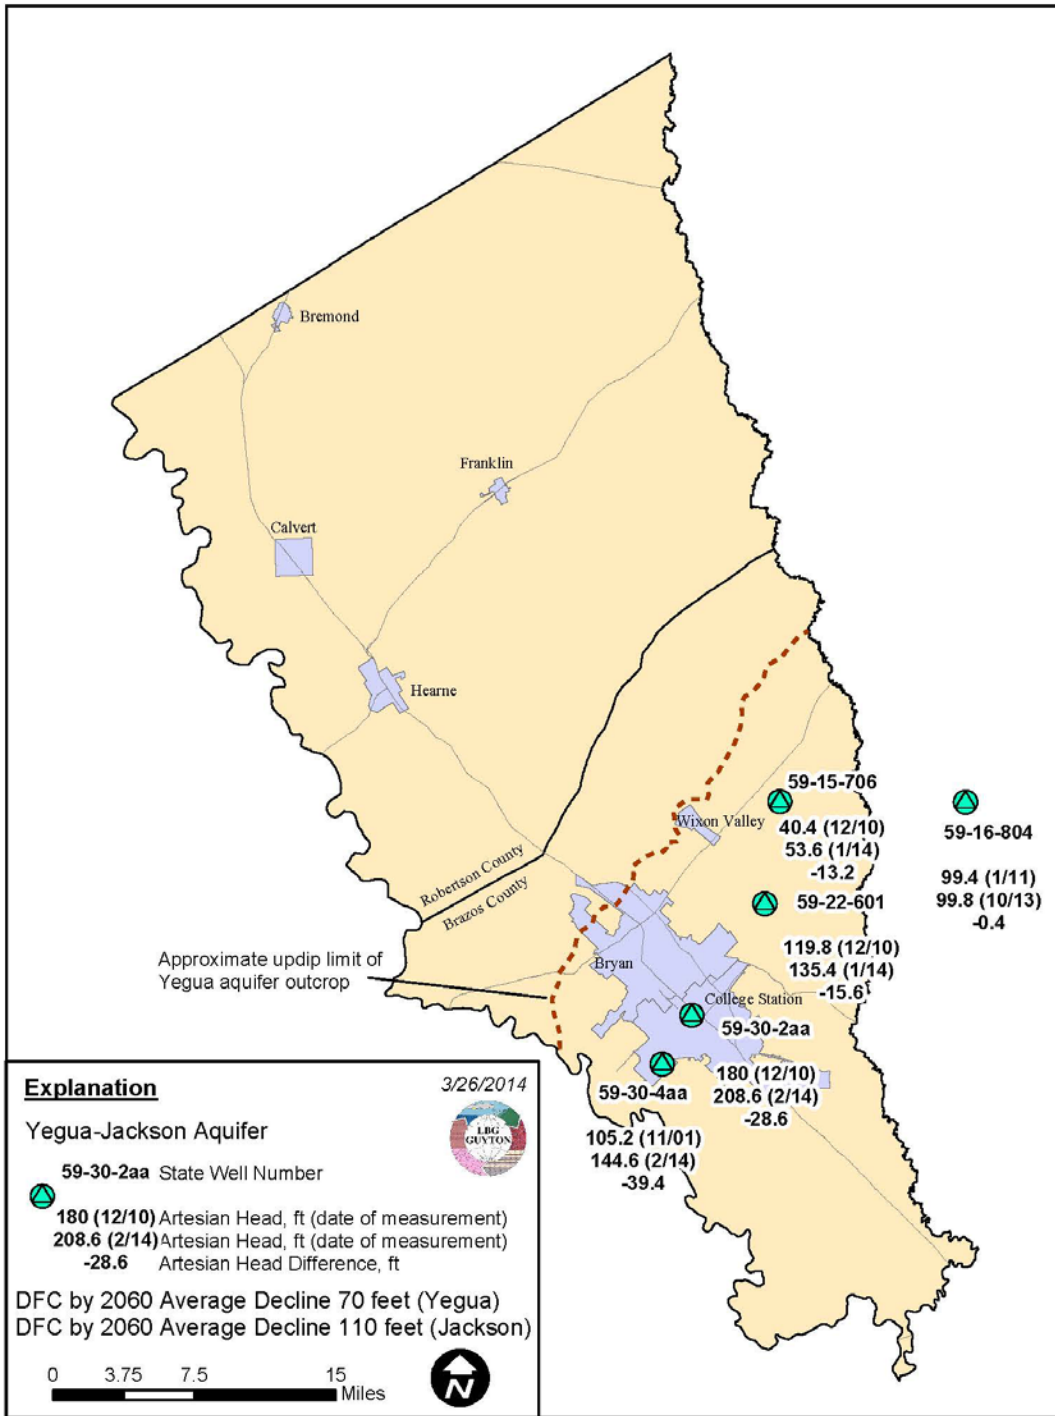 Bremond
Franklin
Calvert
Hearne
59-15-706
40.4 (12/10)
53.6 (1/14)
-13.2
59-16-804
99.4 (1/11)
99.8 (10/13)
-0.4
Wixon Valley
Robertson County
Brazos County
59-22-601
119.8 (12/10)
135.4 (1/14)
-15.6
Approximate updip limit of
Yegua aquifer outcrop
Bryan
College Station
59-30-2aa
180 (12/10)
208.6 (2/14)
-28.6
59-30-4aa
105.2 (11/01)
144.6 (2/14)
-39.4
Explanation
3/26/2014
LBG
GUYTON
Yegua-Jackson Aquifer
59-30-2aa State Well Number
180 (12/10) Artesian Head, ft (date of measurement)
208.6 (2/14) Artesian Head, ft (date of measurement)
-28.6 Artesian Head Difference, ft
DFC by 2060 Average Decline 70 feet (Yegua)
DFC by 2060 Average Decline 110 feet (Jackson)
0 3.75 7.5 15
Miles
N